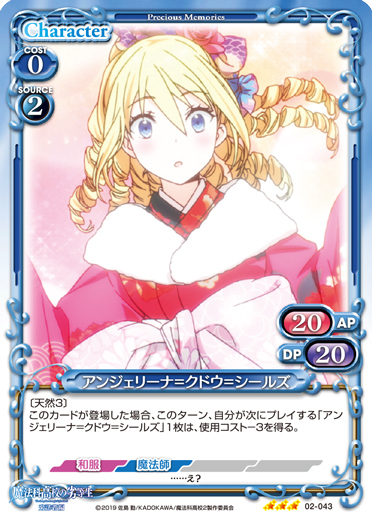 Precious Memories
Character
COST
0
SOURCE
2
20 AP
DP 20
アンジェリーナ=クドウ=シールズ
〔天然3〕
このカードが登場した場合、このターン、自分が次にプレイする「アン
ジェリーナ=クドウ=シールズ」1枚は、使用コスト－3を得る。
和服 魔法師
……え?
魔法科高校の劣等生
02-043
©2019 佐島 勤/KADOKAWA/魔法科高校2製作委員会